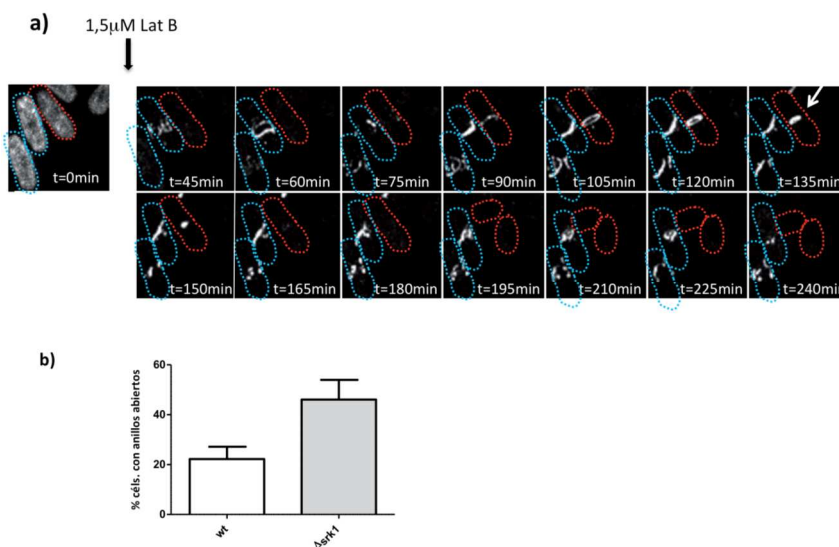 a)
1,5μM Lat B
t=0min
t=45min
t=60min
t=75min
t=90min
t=105min
t=120min
t=135min
t=150min
t=165min
t=180min
t=195min
t=210min
t=225min
t=240min
b)
% céls. con anillos abiertos
60
40
20
0
wt
Δsrk1